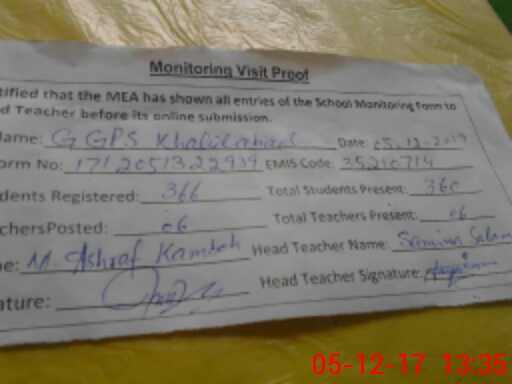 Monitoring Visit Proof
tified that the MEA has shown all entries of the School Monitoring Form to
d Teacher before its online submission.
Name: GGPS Khalilabad Date: 05-12-2017
orm No: 1712051322939 EMIS Code: 35210714
dents Registered: 366 Total Students Present: 360
chersPosted: 06 Total Teachers Present: 06
e: M. Ashraf Kamboh Head Teacher Name: Samina Salam
ature: Head Teacher Signature:
05-12-17 13:35